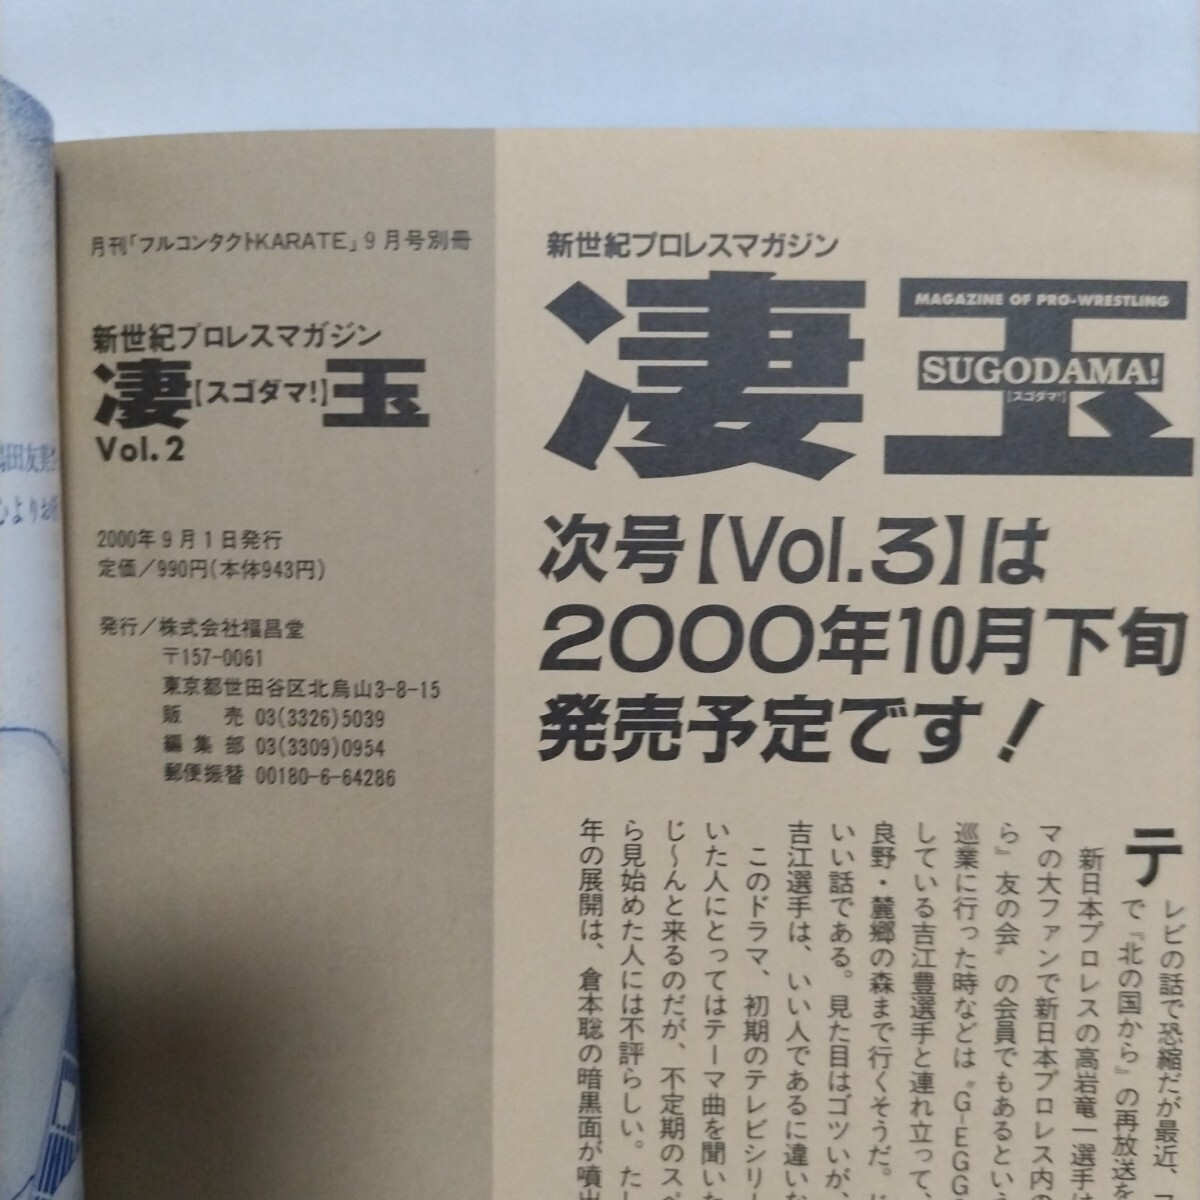 月刊「フルコンタクトKARATE」9月号別冊
新世紀プロレスマガジン
凄【スゴダマ!】玉
Vol.2
2000年9月1日発行
定価/990円(本体943円)
発行/株式会社福昌堂
〒157-0061
東京都世田谷区北烏山3-8-15
販　売 03(3326)5039
編集部 03(3309)0954
郵便振替 00180-6-64286
新世紀プロレスマガジン
凄玉
MAGAZINE OF PRO-WRESTLING
SUGODAMA!
【スゴダマ!】
次号【Vol.3】は
2000年10月下旬
発売予定です!
テレビの話で恐縮だが最近、
で『北の国から』の再放送を
新日本プロレスの高岩竜一選手は
マの大ファンで新日本プロレス内
ら』友の会〟の会員でもあるとい
巡業に行った時などは〝G-EGG
している吉江豊選手と連れ立って、
良野・麓郷の森まで行くそうだ。
いい話である。見た目はゴツいが、
吉江選手は、いい人であるに違いな
このドラマ、初期のテレビシリー
いた人にとってはテーマ曲を聞いた
じ〜んと来るのだが、不定期のスペ
ら見始めた人には不評らしい。たし
年の展開は、倉本聡の暗黒面が噴出